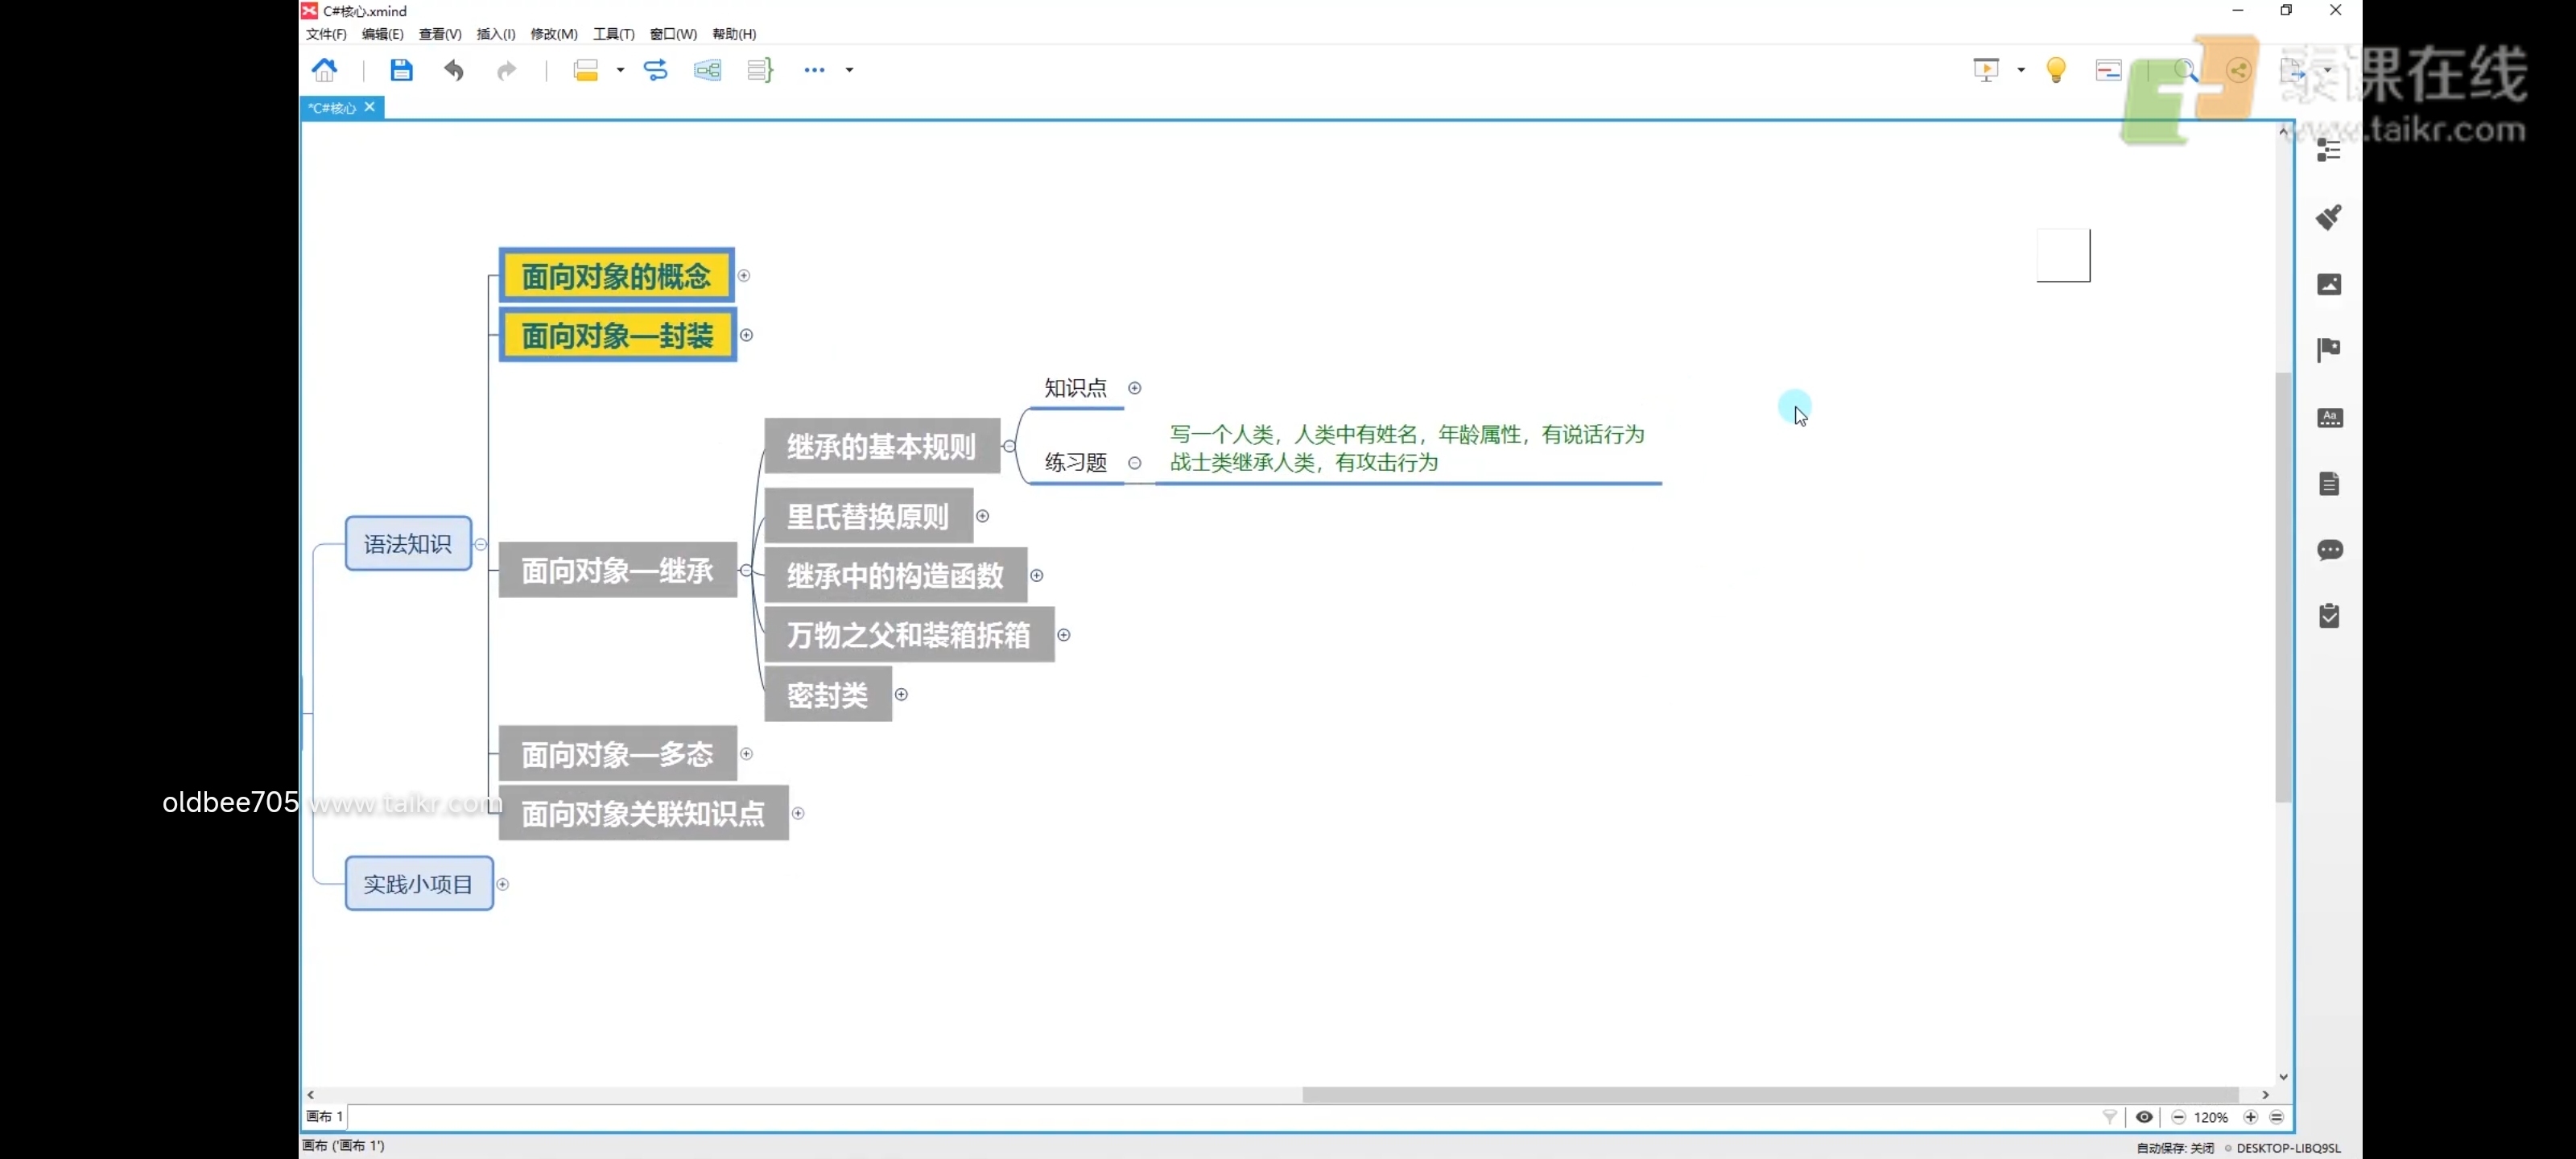 C#核心.xmind
文件(F) 编辑(E) 查看(V) 插入(I) 修改(M) 工具(T) 窗口(W) 帮助(H)
泰课在线
www.taikr.com
*C#核心
面向对象的概念
面向对象—封装
知识点
继承的基本规则
写一个人类，人类中有姓名，年龄属性，有说话行为
练习题
战士类继承人类，有攻击行为
里氏替换原则
语法知识
面向对象—继承
继承中的构造函数
万物之父和装箱拆箱
密封类
面向对象—多态
oldbee705 www.taikr.com
面向对象关联知识点
实践小项目
画布 1
120%
画布 ('画布 1')
自动保存: 关闭
DESKTOP-LIBQ9SL